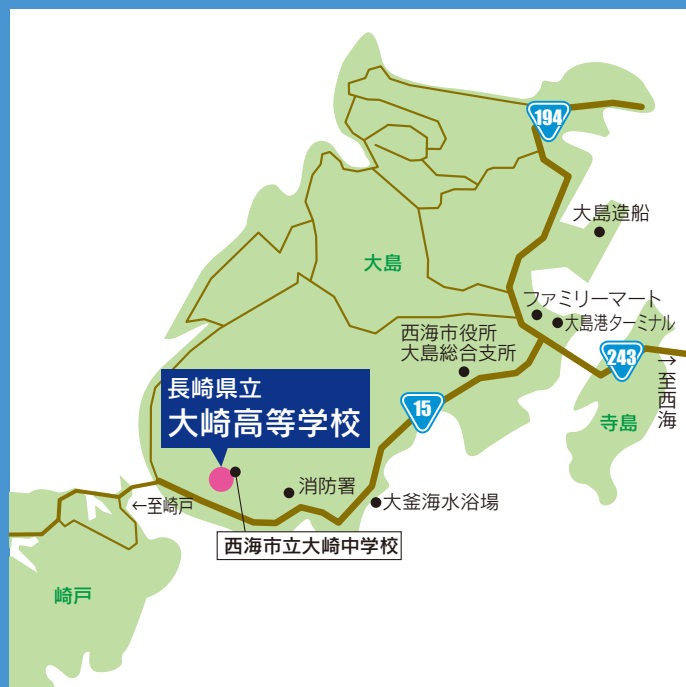 194
大島造船
大島
ファミリーマート
大島港ターミナル
西海市役所
大島総合支所
243
→至西海
寺島
長崎県立
大崎高等学校
15
消防署
大釜海水浴場
←至崎戸
西海市立大崎中学校
崎戸